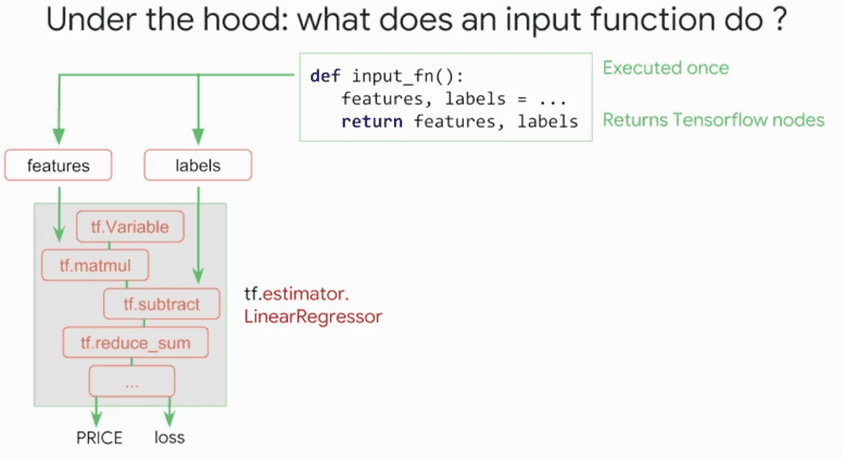 Under the hood: what does an input function do ?
def input_fn():
features, labels = ...
return features, labels
Executed once
Returns Tensorflow nodes
features
labels
tf.Variable
tf.matmul
tf.subtract
tf.reduce_sum
...
tf.estimator.
LinearRegressor
PRICE
loss